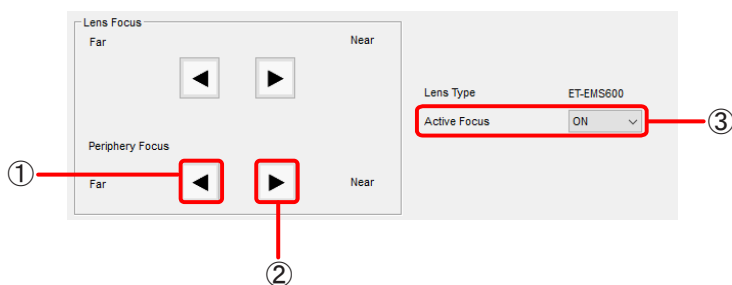 Lens Focus
Far Near
◀ ▶
Lens Type ET-EMS600
Active Focus ON
③
Periphery Focus
①
Far ◀ ▶ Near
②